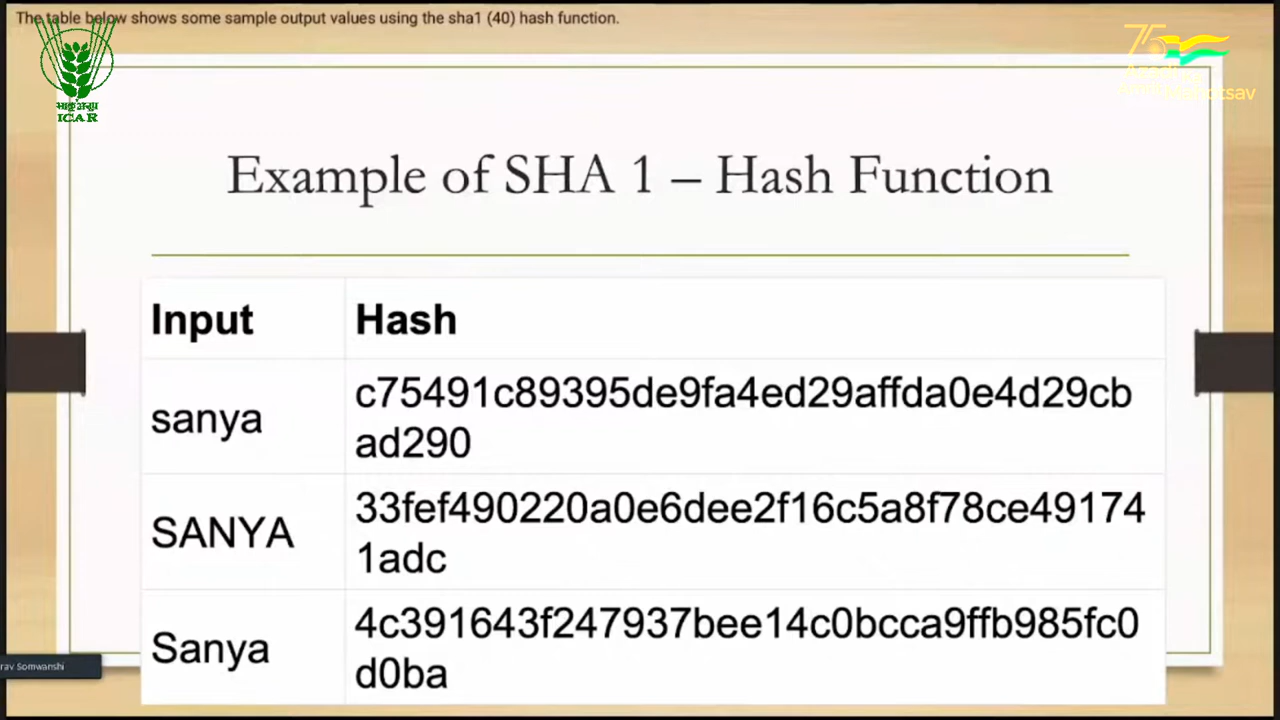 The table below shows some sample output values using the sha1 (40) hash function.
ICAR
Example of SHA 1 – Hash Function
Input
Hash
sanya
c75491c89395de9fa4ed29affda0e4d29cb
ad290
SANYA
33fef490220a0e6dee2f16c5a8f78ce49174
1adc
Sanya
4c391643f247937bee14c0bcca9ffb985fc0
d0ba
rav Somwanshi